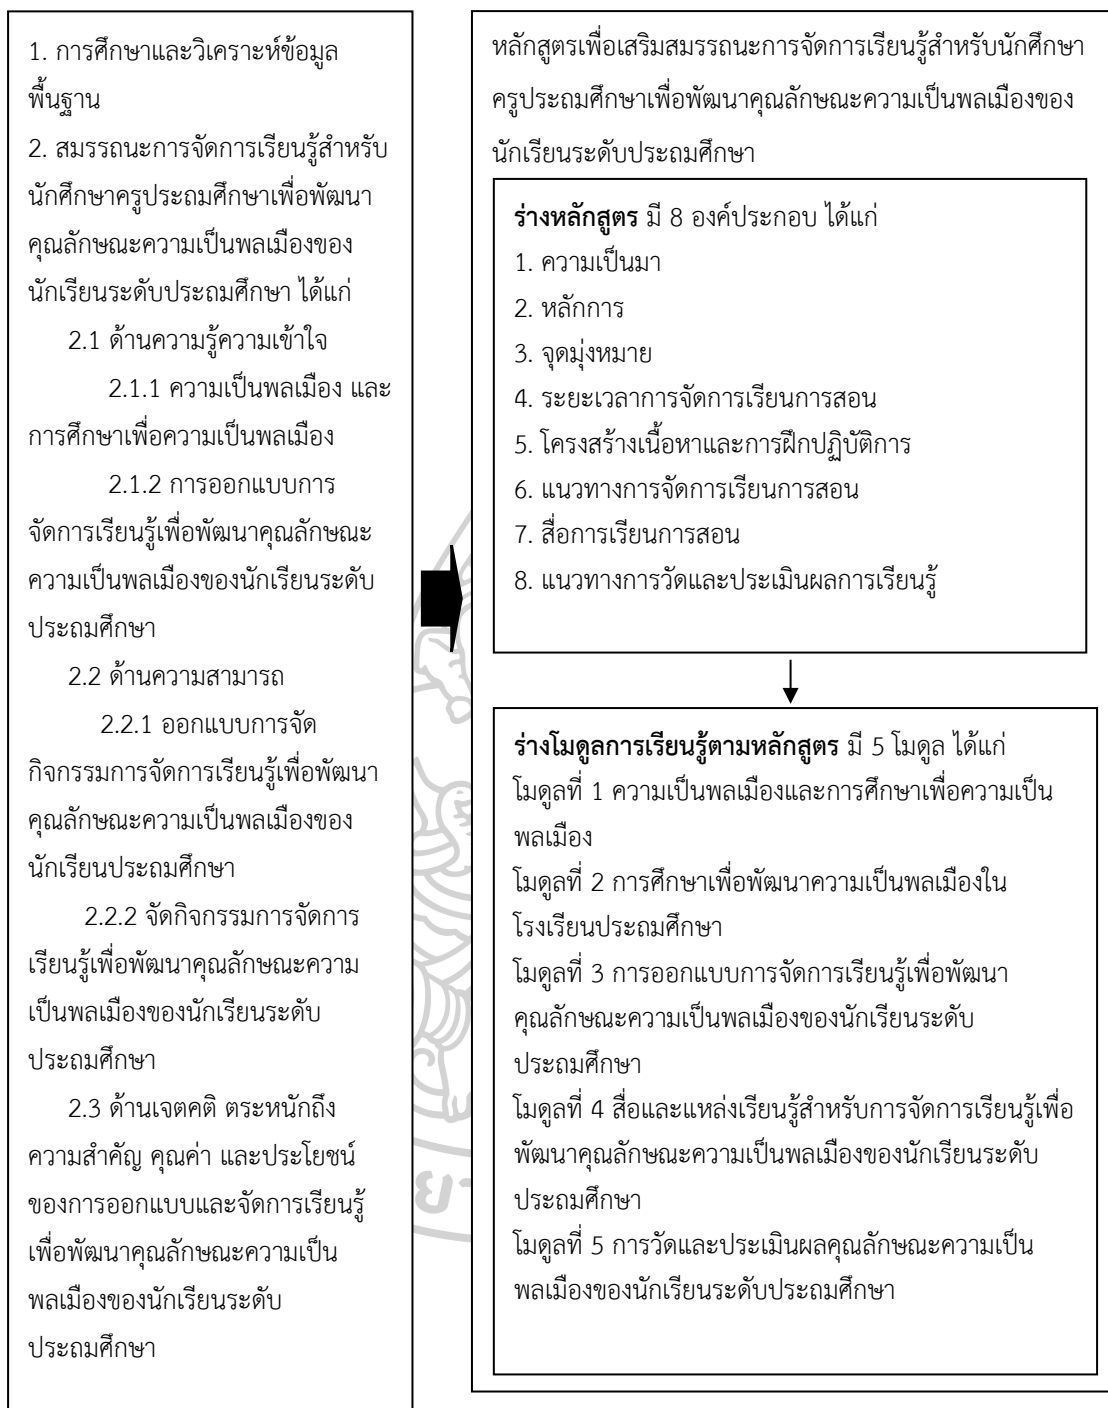 1. การศึกษาและวิเคราะห์ข้อมูล
พื้นฐาน
2. สมรรถนะการจัดการเรียนรู้สำหรับ
นักศึกษาครูประถมศึกษาเพื่อพัฒนา
คุณลักษณะความเป็นพลเมืองของ
นักเรียนระดับประถมศึกษา ได้แก่
2.1 ด้านความรู้ความเข้าใจ
2.1.1 ความเป็นพลเมือง และ
การศึกษาเพื่อความเป็นพลเมือง
2.1.2 การออกแบบการ
จัดการเรียนรู้เพื่อพัฒนาคุณลักษณะ
ความเป็นพลเมืองของนักเรียนระดับ
ประถมศึกษา
2.2 ด้านความสามารถ
2.2.1 ออกแบบการจัด
กิจกรรมการจัดการเรียนรู้เพื่อพัฒนา
คุณลักษณะความเป็นพลเมืองของ
นักเรียนประถมศึกษา
2.2.2 จัดกิจกรรมการจัดการ
เรียนรู้เพื่อพัฒนาคุณลักษณะความ
เป็นพลเมืองของนักเรียนระดับ
ประถมศึกษา
2.3 ด้านเจตคติ ตระหนักถึง
ความสำคัญ คุณค่า และประโยชน์
ของการออกแบบและจัดการเรียนรู้
เพื่อพัฒนาคุณลักษณะความเป็น
พลเมืองของนักเรียนระดับ
ประถมศึกษา
หลักสูตรเพื่อเสริมสมรรถนะการจัดการเรียนรู้สำหรับนักศึกษา
ครูประถมศึกษาเพื่อพัฒนาคุณลักษณะความเป็นพลเมืองของ
นักเรียนระดับประถมศึกษา
ร่างหลักสูตร มี 8 องค์ประกอบ ได้แก่
1. ความเป็นมา
2. หลักการ
3. จุดมุ่งหมาย
4. ระยะเวลาการจัดการเรียนการสอน
5. โครงสร้างเนื้อหาและการฝึกปฏิบัติการ
6. แนวทางการจัดการเรียนการสอน
7. สื่อการเรียนการสอน
8. แนวทางการวัดและประเมินผลการเรียนรู้
ร่างโมดูลการเรียนรู้ตามหลักสูตร มี 5 โมดูล ได้แก่
โมดูลที่ 1 ความเป็นพลเมืองและการศึกษาเพื่อความเป็น
พลเมือง
โมดูลที่ 2 การศึกษาเพื่อพัฒนาความเป็นพลเมืองใน
โรงเรียนประถมศึกษา
โมดูลที่ 3 การออกแบบการจัดการเรียนรู้เพื่อพัฒนา
คุณลักษณะความเป็นพลเมืองของนักเรียนระดับ
ประถมศึกษา
โมดูลที่ 4 สื่อและแหล่งเรียนรู้สำหรับการจัดการเรียนรู้เพื่อ
พัฒนาคุณลักษณะความเป็นพลเมืองของนักเรียนระดับ
ประถมศึกษา
โมดูลที่ 5 การวัดและประเมินผลคุณลักษณะความเป็น
พลเมืองของนักเรียนระดับประถมศึกษา